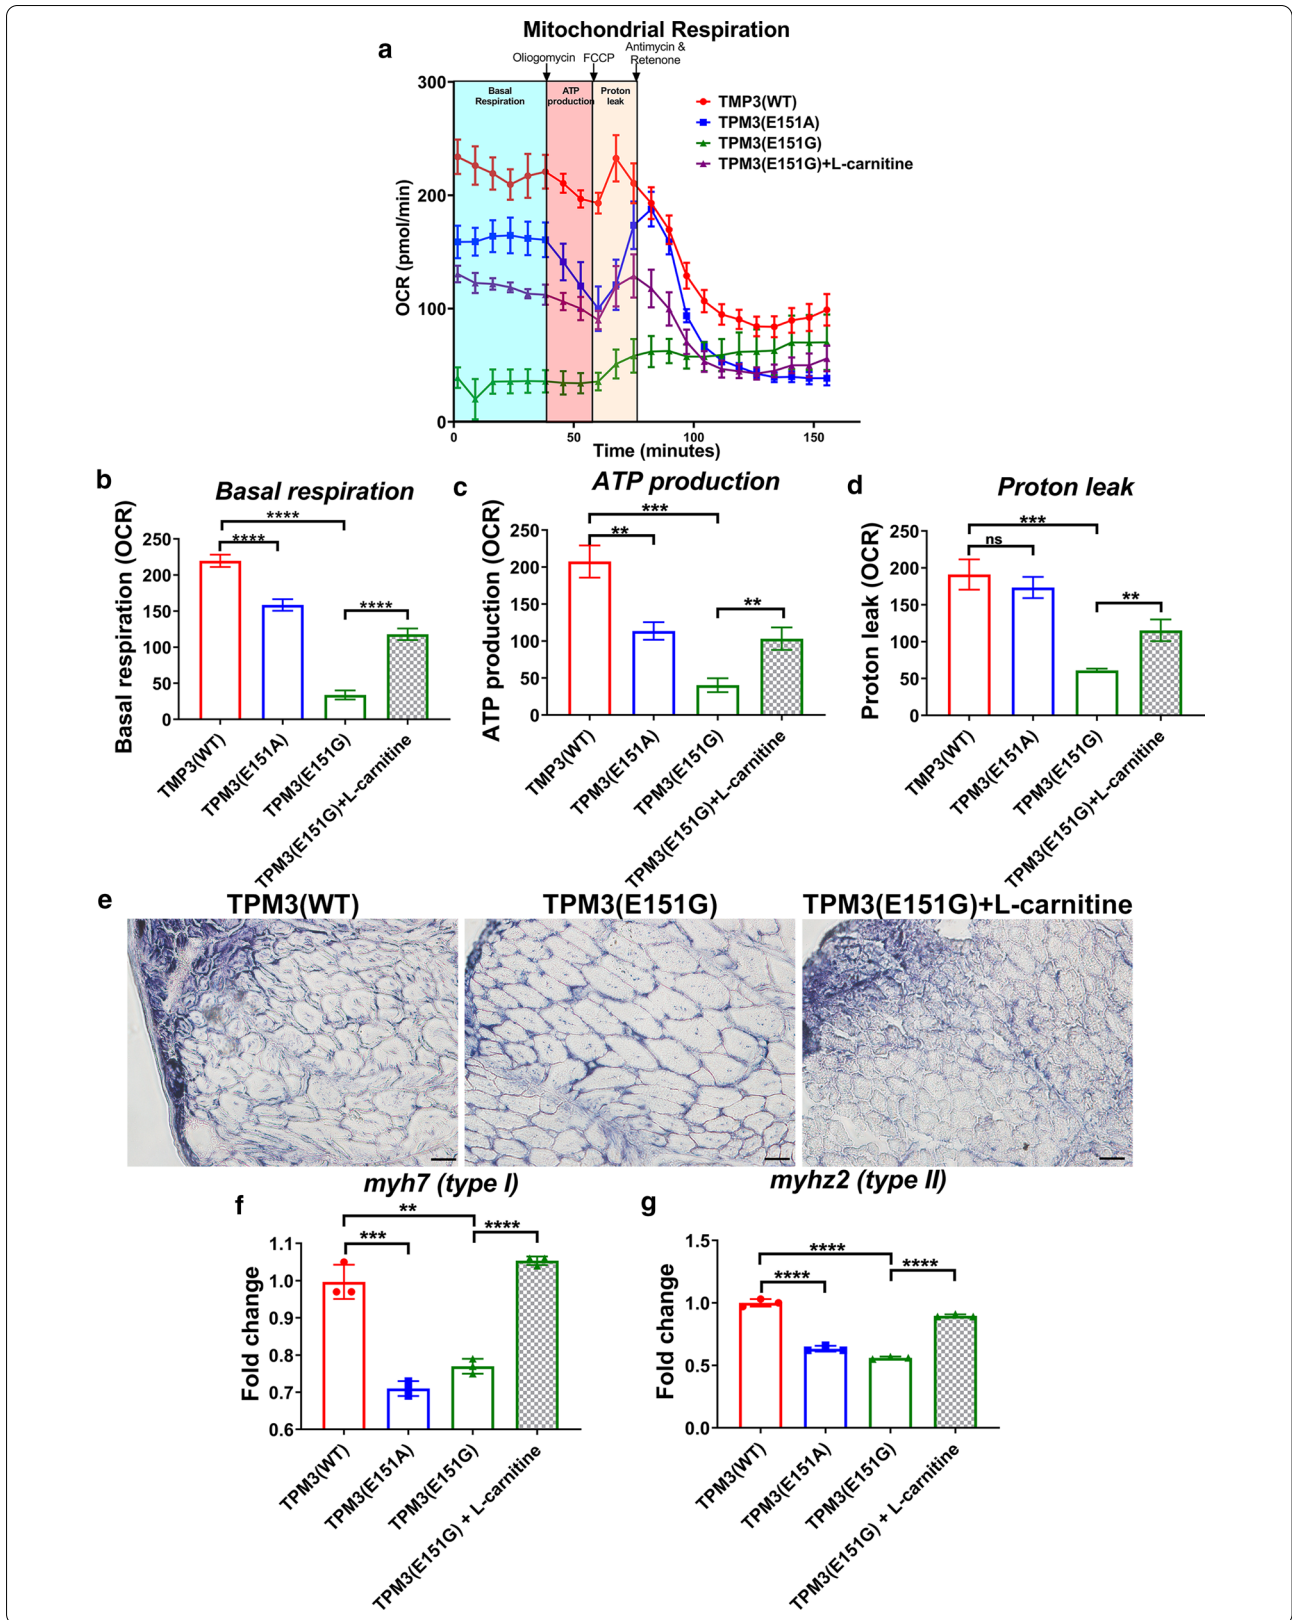 Mitochondrial Respiration
a
Oliogomycin
FCCP
Antimycin &
Retenone
300
200
100
0
OCR (pmol/min)
Basal
Respiration
ATP
production
Proton
leak
TMP3(WT)
TPM3(E151A)
TPM3(E151G)
TPM3(E151G)+L-carnitine
0
50
100
150
Time (minutes)
b
Basal respiration
****
****
****
Basal respiration (OCR)
250
200
150
100
50
0
TMP3(WT)
TPM3(E151A)
TPM3(E151G)
TPM3(E151G)+L-carnitine
c
ATP production
***
**
**
ATP production (OCR)
250
200
150
100
50
0
TMP3(WT)
TPM3(E151A)
TPM3(E151G)
TPM3(E151G)+L-carnitine
d
Proton leak
***
ns
**
Proton leak (OCR)
250
200
150
100
50
0
TMP3(WT)
TPM3(E151A)
TPM3(E151G)
TPM3(E151G)+L-carnitine
e
TPM3(WT)
TPM3(E151G)
TPM3(E151G)+L-carnitine
f
myh7 (type I)
**
***
****
Fold change
1.1
1.0
0.9
0.8
0.7
0.6
TPM3(WT)
TPM3(E151A)
TPM3(E151G)
TPM3(E151G) + L-carnitine
g
myhz2 (type II)
****
****
****
Fold change
1.5
1.0
0.5
0.0
TPM3(WT)
TPM3(E151A)
TPM3(E151G)
TPM3(E151G) + L-carnitine